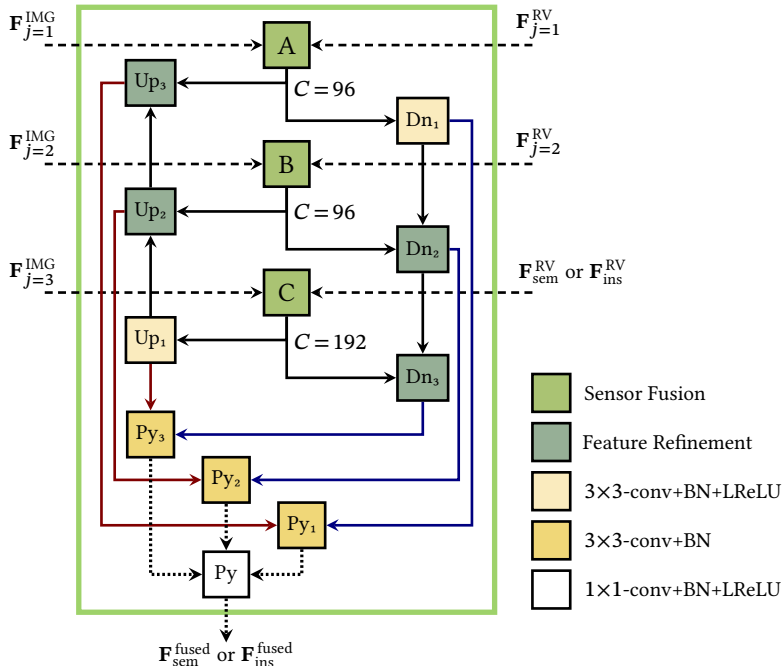 F^IMG_j=1 A F^RV_j=1
Up₃ C = 96
Dn₁
F^IMG_j=2 B F^RV_j=2
Up₂ C = 96
Dn₂
F^IMG_j=3 C F^RV_sem or F^RV_ins
Up₁ C = 192
Dn₃
Py₃
Py₂
Py₁
Py
F^fused_sem or F^fused_ins
Sensor Fusion
Feature Refinement
3×3-conv+BN+LReLU
3×3-conv+BN
1×1-conv+BN+LReLU